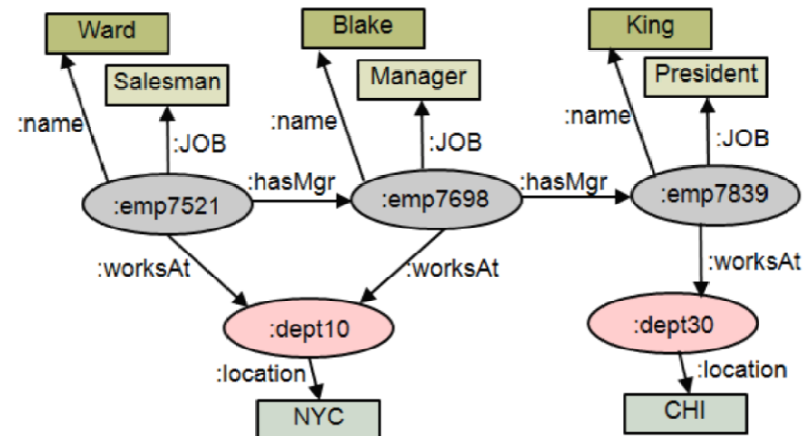 Ward
Blake
King
Salesman
Manager
President
:name
:JOB
:name
:JOB
:name
:JOB
:emp7521
:hasMgr
:emp7698
:hasMgr
:emp7839
:worksAt
:worksAt
:worksAt
:dept10
:dept30
:location
:location
NYC
CHI